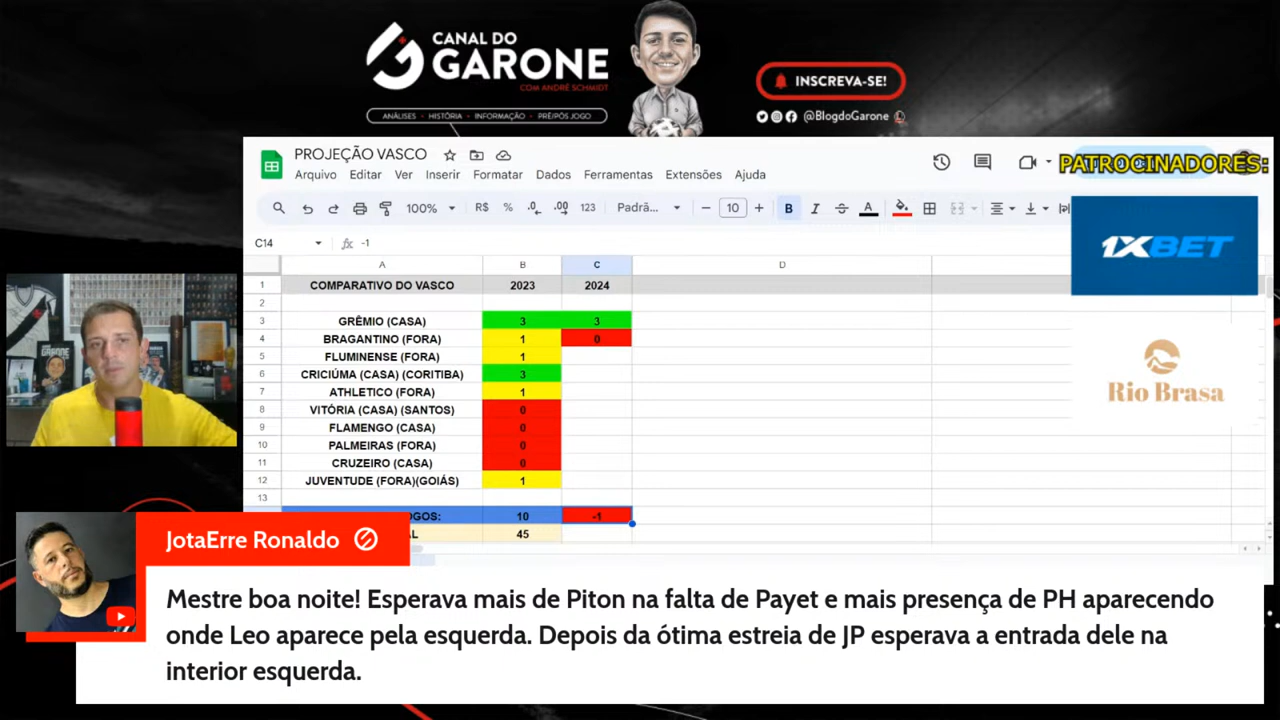 CANAL DO
GARONE
COM ANDRÉ SCHMIDT
ANÁLISES • HISTÓRIA • INFORMAÇÃO • PRÉ/PÓS JOGO
INSCREVA-SE!
@BlogdoGarone
PROJEÇÃO VASCO
PATROCINADORES:
Arquivo Editar Ver Inserir Formatar Dados Ferramentas Extensões Ajuda
100% R$ % .0 .00 123 Padrã... − 10 + B I A
1XBET
C14 fx -1
A B C D
1 COMPARATIVO DO VASCO 2023 2024
2
3 GRÊMIO (CASA) 3 3
4 BRAGANTINO (FORA) 1 0
5 FLUMINENSE (FORA) 1
6 CRICIÚMA (CASA) (CORITIBA) 3
7 ATHLETICO (FORA) 1
8 VITÓRIA (CASA) (SANTOS) 0
9 FLAMENGO (CASA) 0
10 PALMEIRAS (FORA) 0
11 CRUZEIRO (CASA) 0
12 JUVENTUDE (FORA)(GOIÁS) 1
13
OGOS: 10 -1
AL 45
Rio Brasa
GARONE
JotaErre Ronaldo
Mestre boa noite! Esperava mais de Piton na falta de Payet e mais presença de PH aparecendo
onde Leo aparece pela esquerda. Depois da ótima estreia de JP esperava a entrada dele na
interior esquerda.